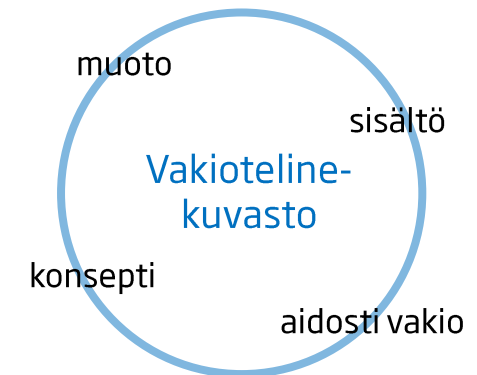 muoto
sisältö
Vakioteline-
kuvasto
konsepti
aidosti vakio